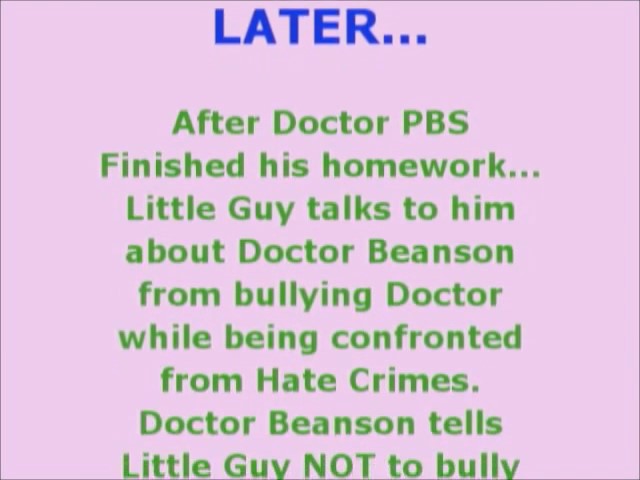 LATER...
After Doctor PBS
Finished his homework...
Little Guy talks to him
about Doctor Beanson
from bullying Doctor
while being confronted
from Hate Crimes.
Doctor Beanson tells
Little Guy NOT to bully